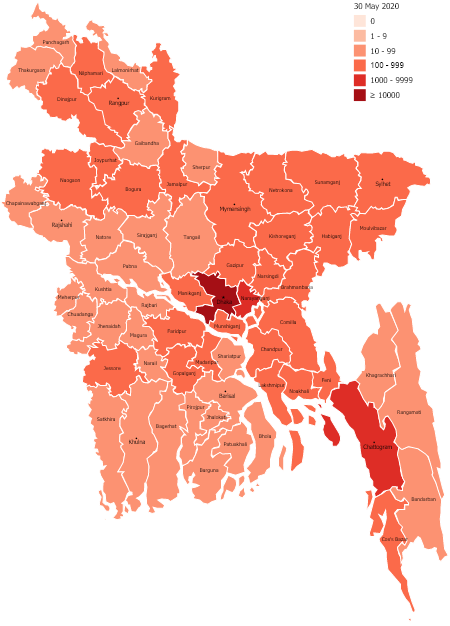 30 May 2020
0
1 - 9
10 - 99
100 - 999
1000 - 9999
≥ 10000
Panchagarh
Thakurgaon
Nilphamari
Lalmonirhat
Dinajpur
Rangpur
Kurigram
Gaibandha
Joypurhat
Naogaon
Bogura
Jamalpur
Sherpur
Mymensingh
Netrokona
Sunamganj
Sylhet
Chapainawabganj
Rajshahi
Natore
Sirajganj
Tangail
Kishoreganj
Habiganj
Moulvibazar
Pabna
Gazipur
Narsingdi
Brahmanbaria
Kushtia
Meherpur
Chuadanga
Jhenaidah
Magura
Rajbari
Manikganj
Dhaka
Narayanganj
Munshiganj
Faridpur
Comilla
Chandpur
Shariatpur
Madaripur
Gopalganj
Narail
Jessore
Satkhira
Khulna
Bagerhat
Pirojpur
Barisal
Jhalokati
Patuakhali
Barguna
Bhola
Lakshmipur
Noakhali
Feni
Khagrachhari
Rangamati
Chattogram
Bandarban
Cox's Bazar